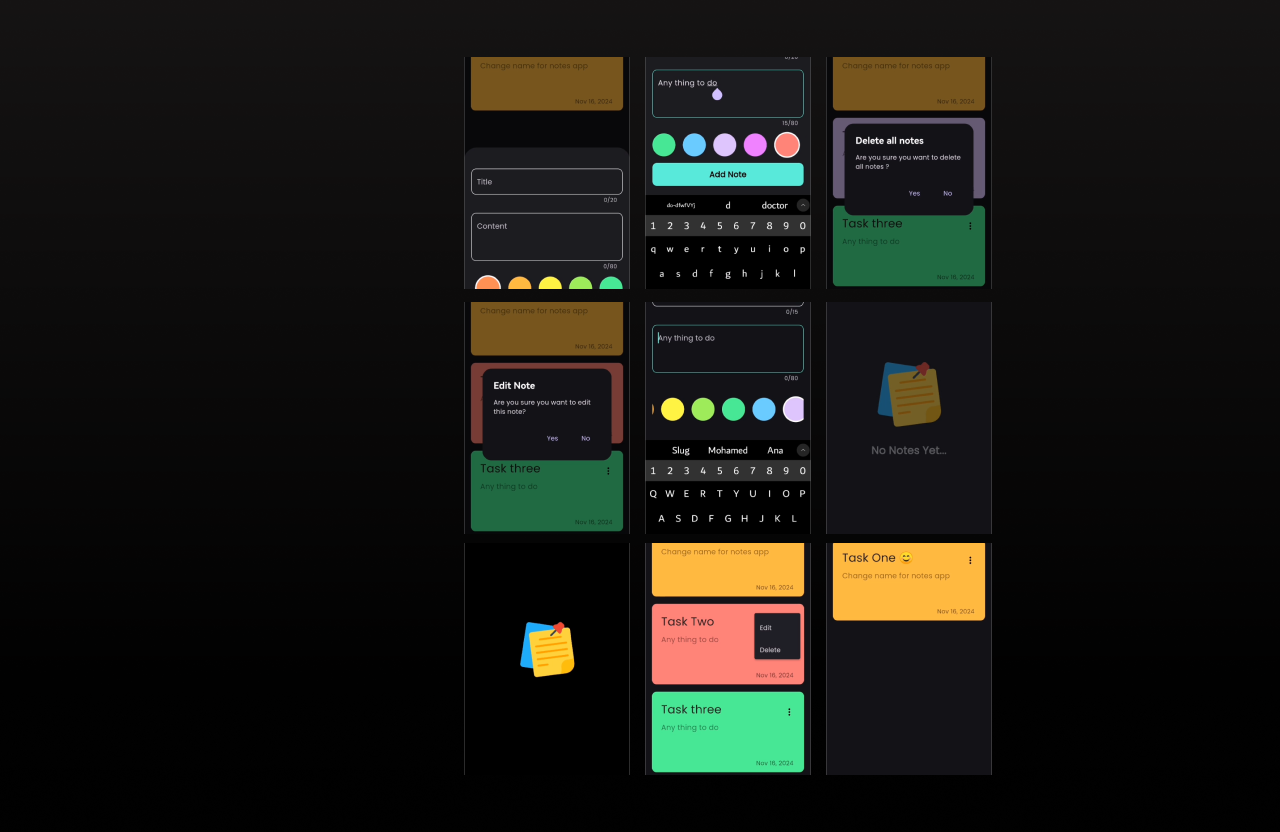 Change name for notes app
Nov 16, 2024
Title
0/20
Content
0/80
Any thing to do
15/80
Add Note
do-dfwfVYj
d
doctor
1 2 3 4 5 6 7 8 9 0
q w e r t y u i o p
a s d f g h j k l
Change name for notes app
Nov 16, 2024
Delete all notes
Are you sure you want to delete
all notes ?
Yes
No
Task three
Any thing to do
Nov 16, 2024
Change name for notes app
Nov 16, 2024
Edit Note
Are you sure you want to edit
this note?
Yes
No
Task three
Any thing to do
Nov 16, 2024
0/15
Any thing to do
0/80
Slug
Mohamed
Ana
1 2 3 4 5 6 7 8 9 0
Q W E R T Y U I O P
A S D F G H J K L
No Notes Yet...
Change name for notes app
Nov 16, 2024
Task Two
Any thing to do
Edit
Delete
Nov 16, 2024
Task three
Any thing to do
Nov 16, 2024
Task One 😊
Change name for notes app
Nov 16, 2024